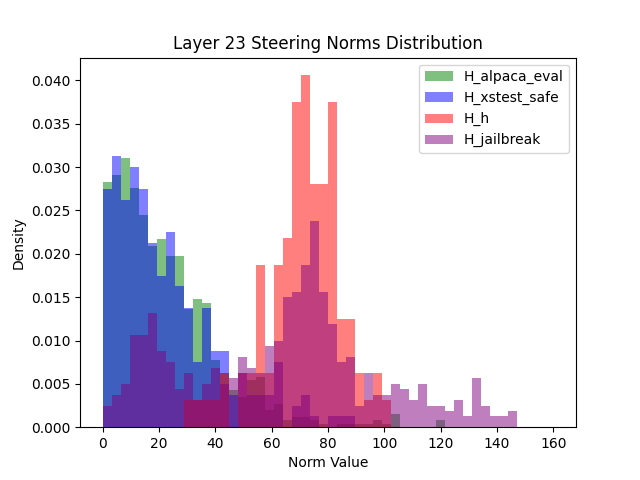 Layer 23 Steering Norms Distribution
H_alpaca_eval
H_xstest_safe
H_h
H_jailbreak
0.040
0.035
0.030
0.025
0.020
0.015
0.010
0.005
0.000
Density
0 20 40 60 80 100 120 140 160
Norm Value